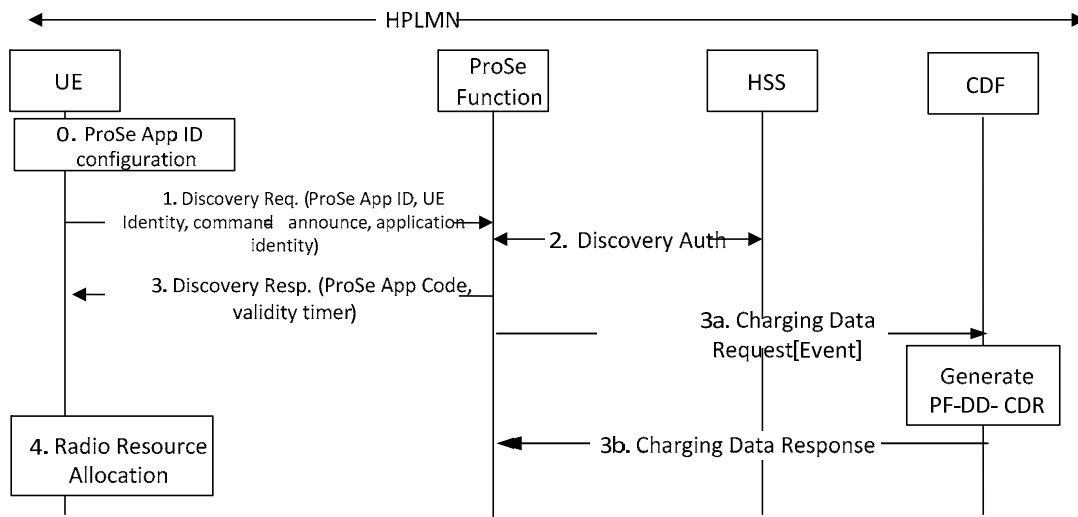 HPLMN
UE
ProSe
Function
HSS
CDF
0. ProSe App ID
configuration
1. Discovery Req. (ProSe App ID, UE
Identity, command= announce, application
identity)
2. Discovery Auth
3. Discovery Resp. (ProSe App Code,
validity timer)
3a. Charging Data
Request[Event]
Generate
PF-DD- CDR
4. Radio Resource
Allocation
3b. Charging Data Response